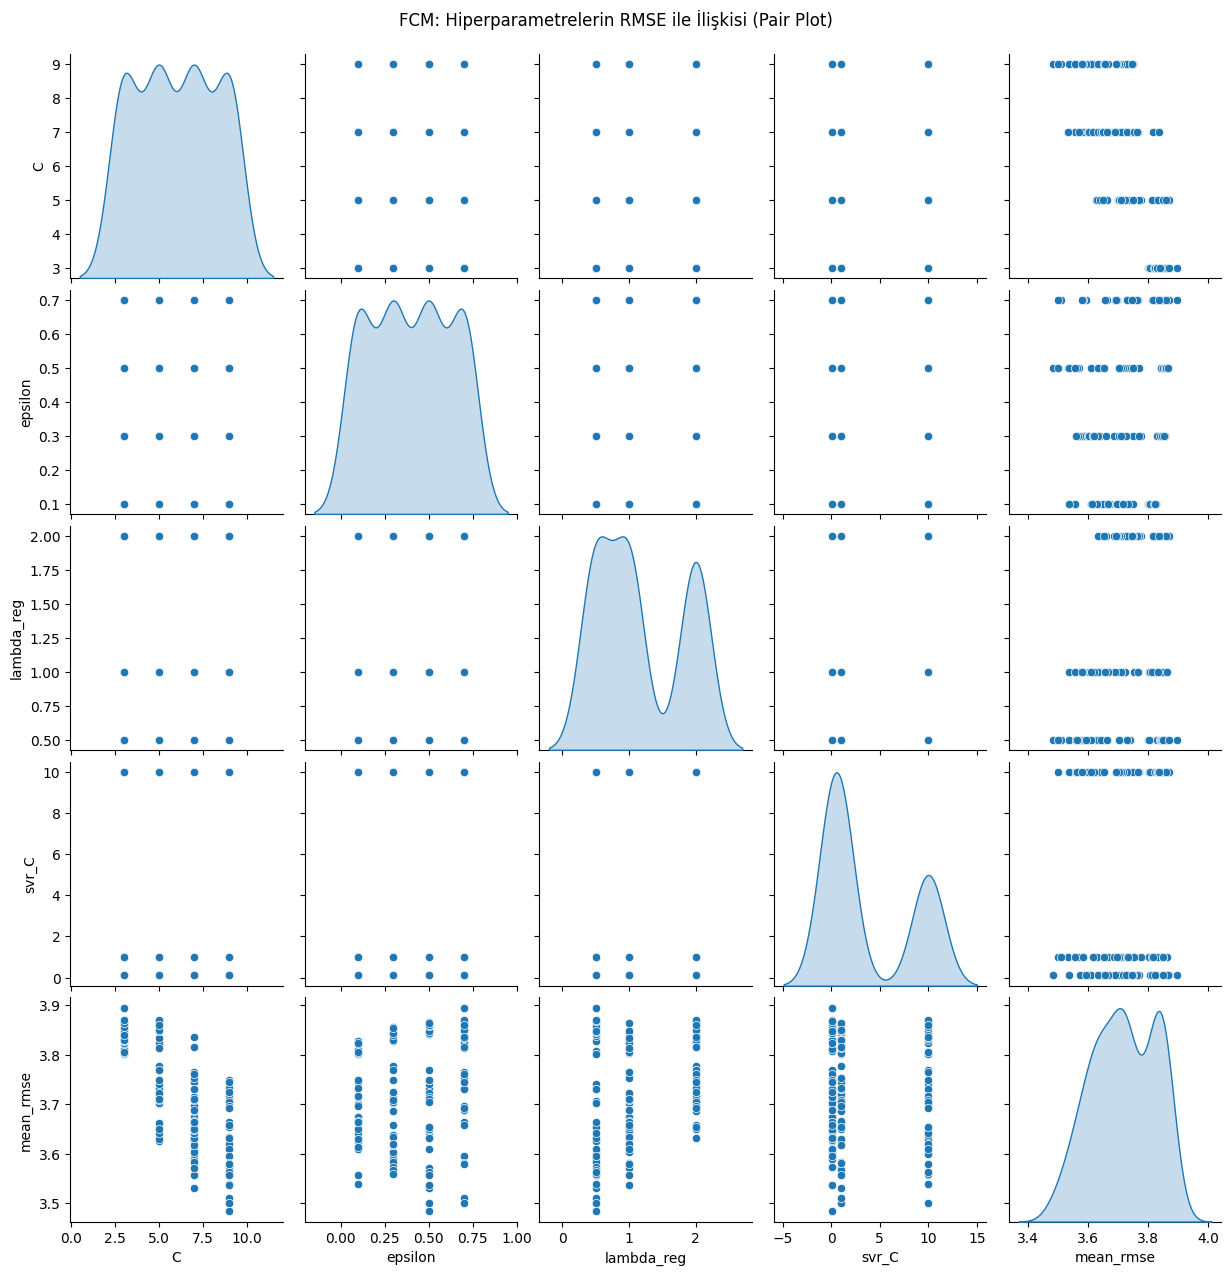 FCM: Hiperparametrelerin RMSE ile İlişkisi (Pair Plot)
9
8
7
6
5
4
3
C
0.7
0.6
0.5
0.4
0.3
0.2
0.1
epsilon
2.00
1.75
1.50
1.25
1.00
0.75
0.50
lambda_reg
10
8
6
4
2
0
svr_C
3.9
3.8
3.7
3.6
3.5
mean_rmse
0.0 2.5 5.0 7.5 10.0
0.00 0.25 0.50 0.75 1.00
0 1 2
−5 0 5 10 15
3.4 3.6 3.8 4.0
C
epsilon
lambda_reg
svr_C
mean_rmse